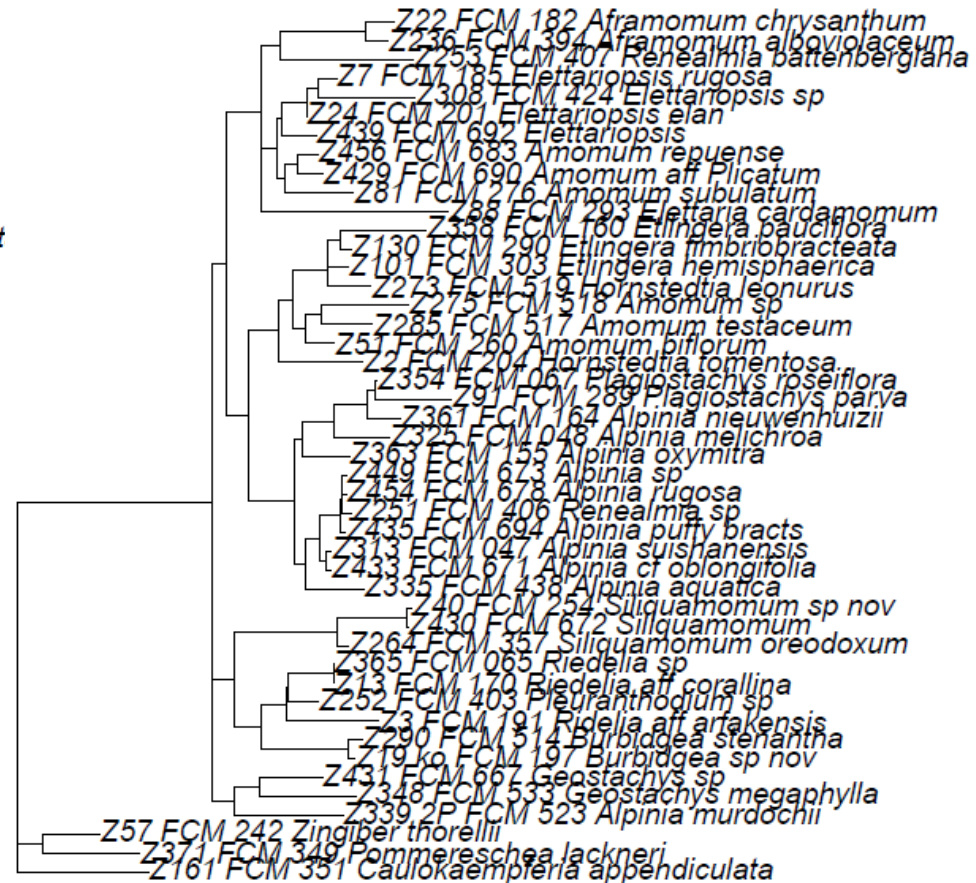 Z22 FCM 182 Aframomum chrysanthum
Z236 FCM 394 Aframomum alboviolaceum
Z253 FCM 407 Renealmia battenbergiana
Z7 FCM 185 Elettariopsis rugosa
Z308 FCM 424 Elettariopsis sp
Z24 FCM 201 Elettariopsis elan
Z439 FCM 692 Elettariopsis
Z456 FCM 683 Amomum repuense
Z429 FCM 690 Amomum aff Plicatum
Z81 FCM 276 Amomum subulatum
Z88 FCM 293 Elettaria cardamomum
t
Z358 FCM 160 Etlingera pauciflora
Z130 FCM 290 Etlingera fimbriobracteata
Z101 FCM 303 Etlingera hemisphaerica
Z273 FCM 519 Hornstedtia leonurus
Z275 FCM 518 Amomum sp
Z285 FCM 517 Amomum testaceum
Z51 FCM 260 Amomum biflorum
Z2 FCM 204 Hornstedtia tomentosa
Z354 FCM 067 Plagiostachys roseiflora
Z91 FCM 289 Plagiostachys parva
Z361 FCM 164 Alpinia nieuwenhuizii
Z325 FCM 048 Alpinia melichroa
Z363 FCM 155 Alpinia oxymitra
Z449 FCM 673 Alpinia sp
Z454 FCM 678 Alpinia rugosa
Z251 FCM 406 Renealmia sp
Z435 FCM 694 Alpinia puffy bracts
Z313 FCM 047 Alpinia suishanensis
Z433 FCM 671 Alpinia cf oblongifolia
Z335 FCM 438 Alpinia aquatica
Z40 FCM 254 Siliquamomum sp nov
Z430 FCM 672 Siliquamomum
Z264 FCM 357 Siliquamomum oreodoxum
Z365 FCM 065 Riedelia sp
Z13 FCM 170 Riedelia aff corallina
Z252 FCM 403 Pleuranthodium sp
Z3 FCM 191 Ridelia aff arfakensis
Z290 FCM 514 Burbidgea stenantha
Z19 ko FCM 197 Burbidgea sp nov
Z431 FCM 667 Geostachys sp
Z348 FCM 533 Geostachys megaphylla
Z339 2P FCM 523 Alpinia murdochii
Z57 FCM 242 Zingiber thorellii
Z371 FCM 349 Pommereschea lackneri
Z161 FCM 351 Caulokaempferia appendiculata